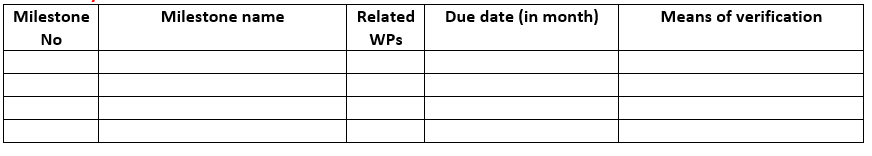 Milestone No
Milestone name
Related WPs
Due date (in month)
Means of verification